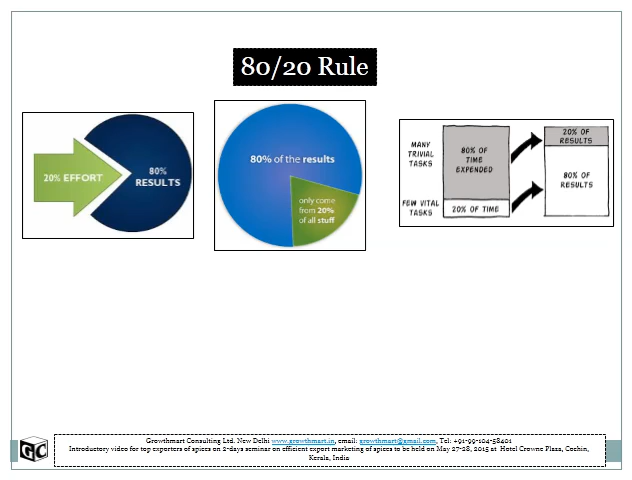 80/20 Rule
20% EFFORT
80%
RESULTS
80% of the results
only come
from 20%
of all stuff
MANY
TRIVIAL
TASKS
80% OF
TIME
EXPENDED
20% OF
RESULTS
80% OF
RESULTS
FEW VITAL
TASKS
20% OF TIME
GC
Growthmart Consulting Ltd. New Delhi www.growthmart.in, email: growthmart@gmail.com, Tel: +91-99-104-58401
Introductory video for top exporters of spices on 2-days seminar on efficient export marketing of spices to be held on May 27-28, 2015 at Hotel Crowne Plaza, Cochin,
Kerala, India